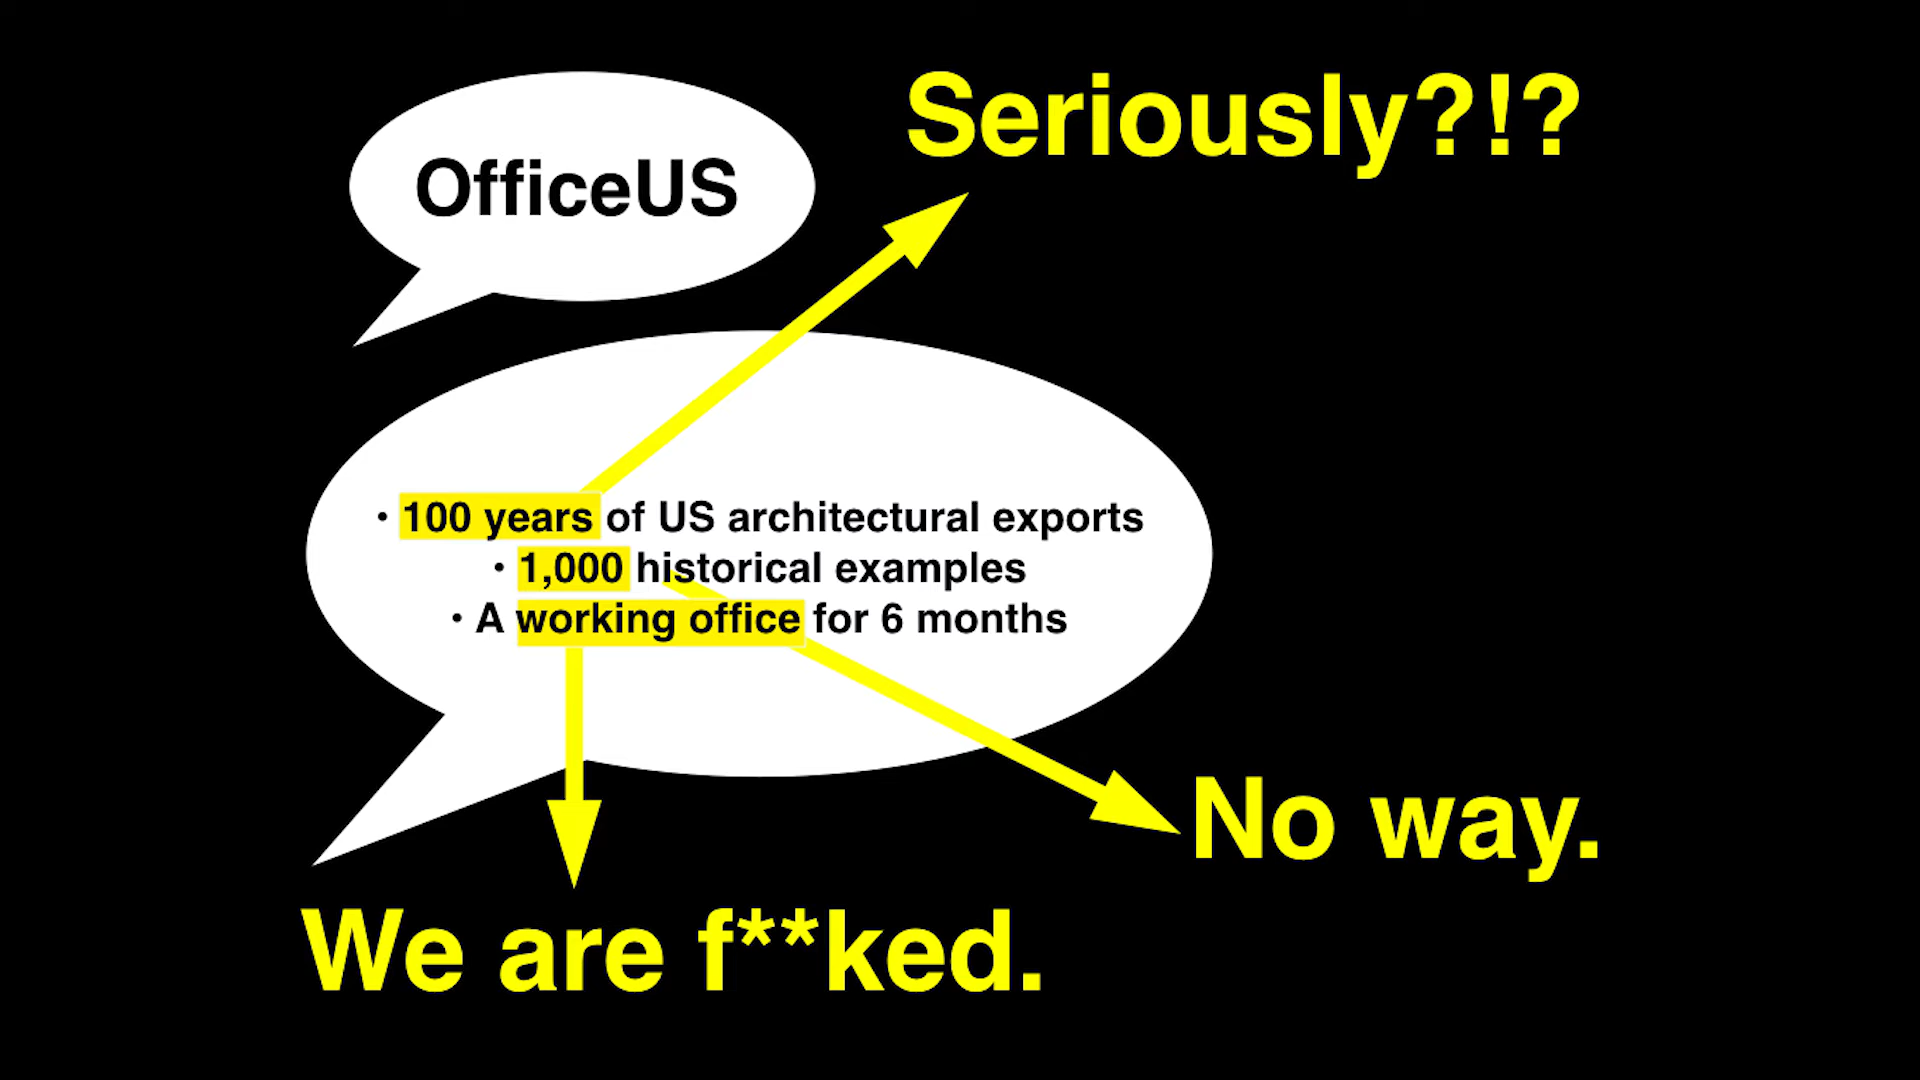 Seriously?!?
OfficeUS
• 100 years of US architectural exports
• 1,000 historical examples
• A working office for 6 months
No way.
We are f**ked.